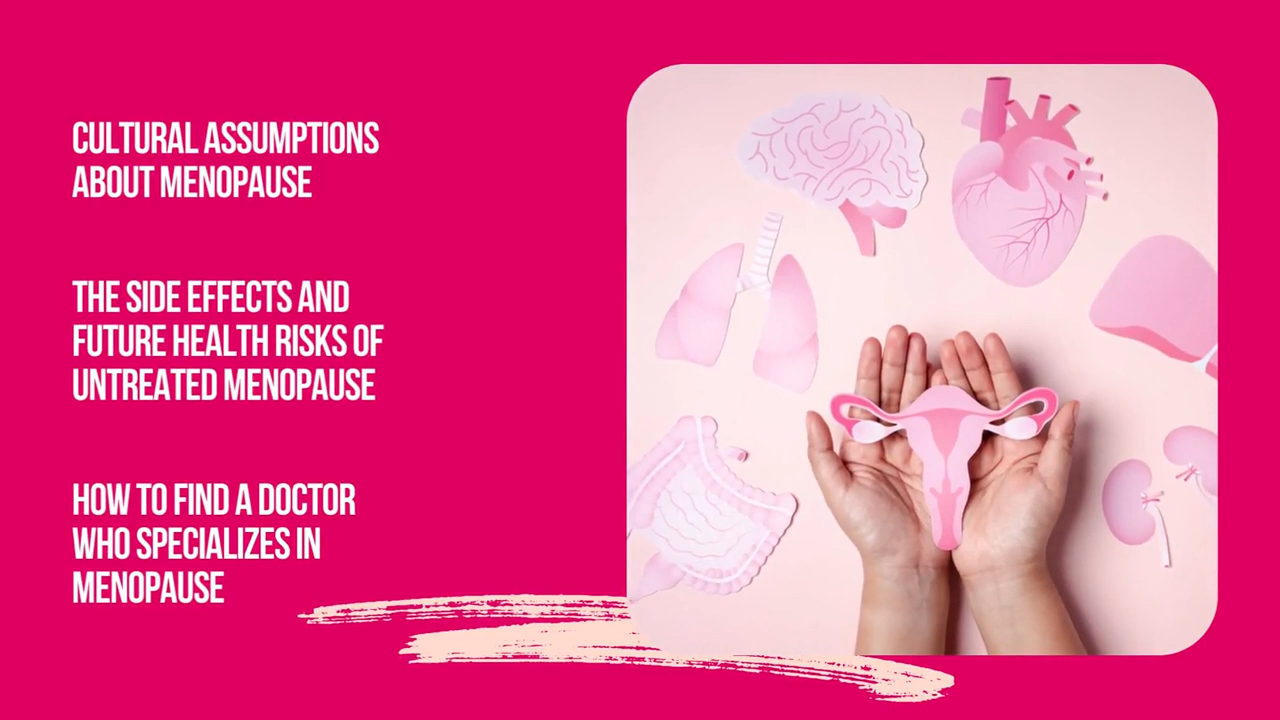 CULTURAL ASSUMPTIONS
ABOUT MENOPAUSE
THE SIDE EFFECTS AND
FUTURE HEALTH RISKS OF
UNTREATED MENOPAUSE
HOW TO FIND A DOCTOR
WHO SPECIALIZES IN
MENOPAUSE